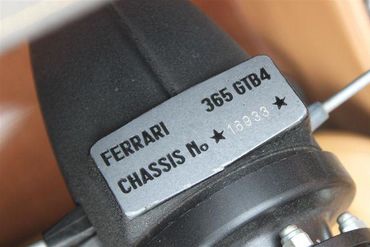 FERRARI 365 GTB4
CHASSIS No ★16933★